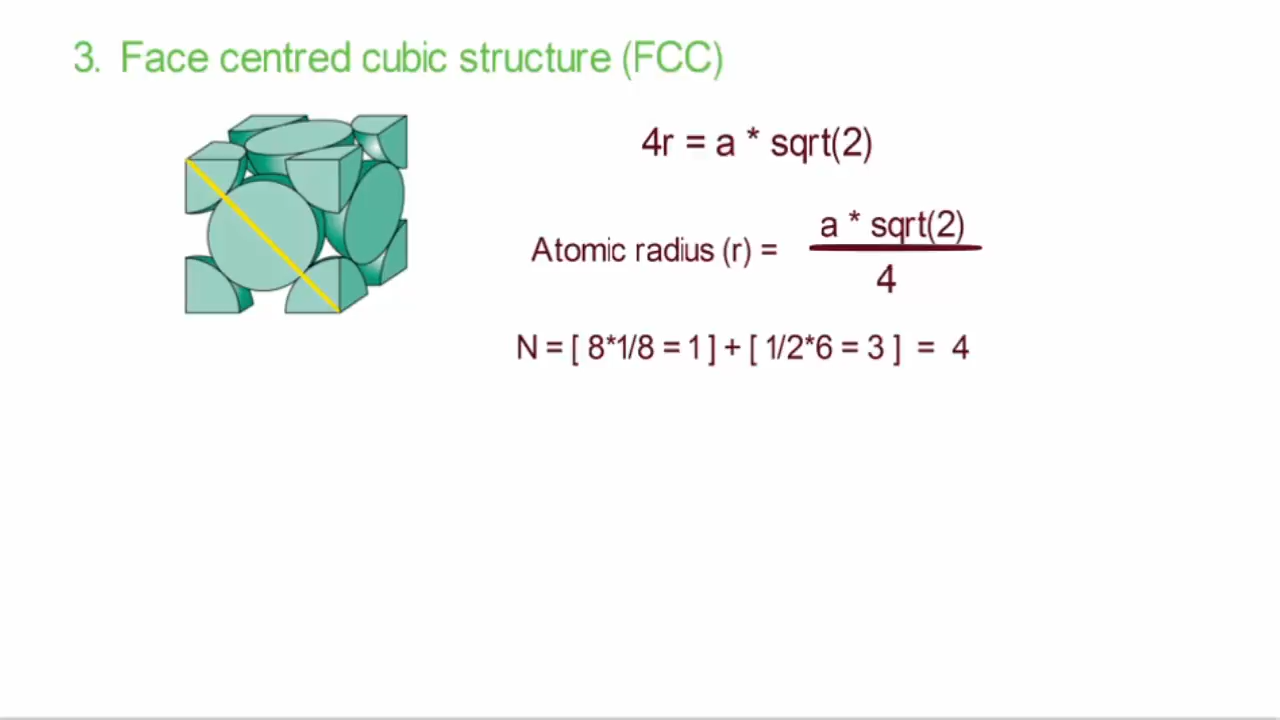 3. Face centred cubic structure (FCC)
4r = a * sqrt(2)
a * sqrt(2)
Atomic radius (r) =
4
N = [ 8*1/8 = 1 ] + [ 1/2*6 = 3 ] = 4